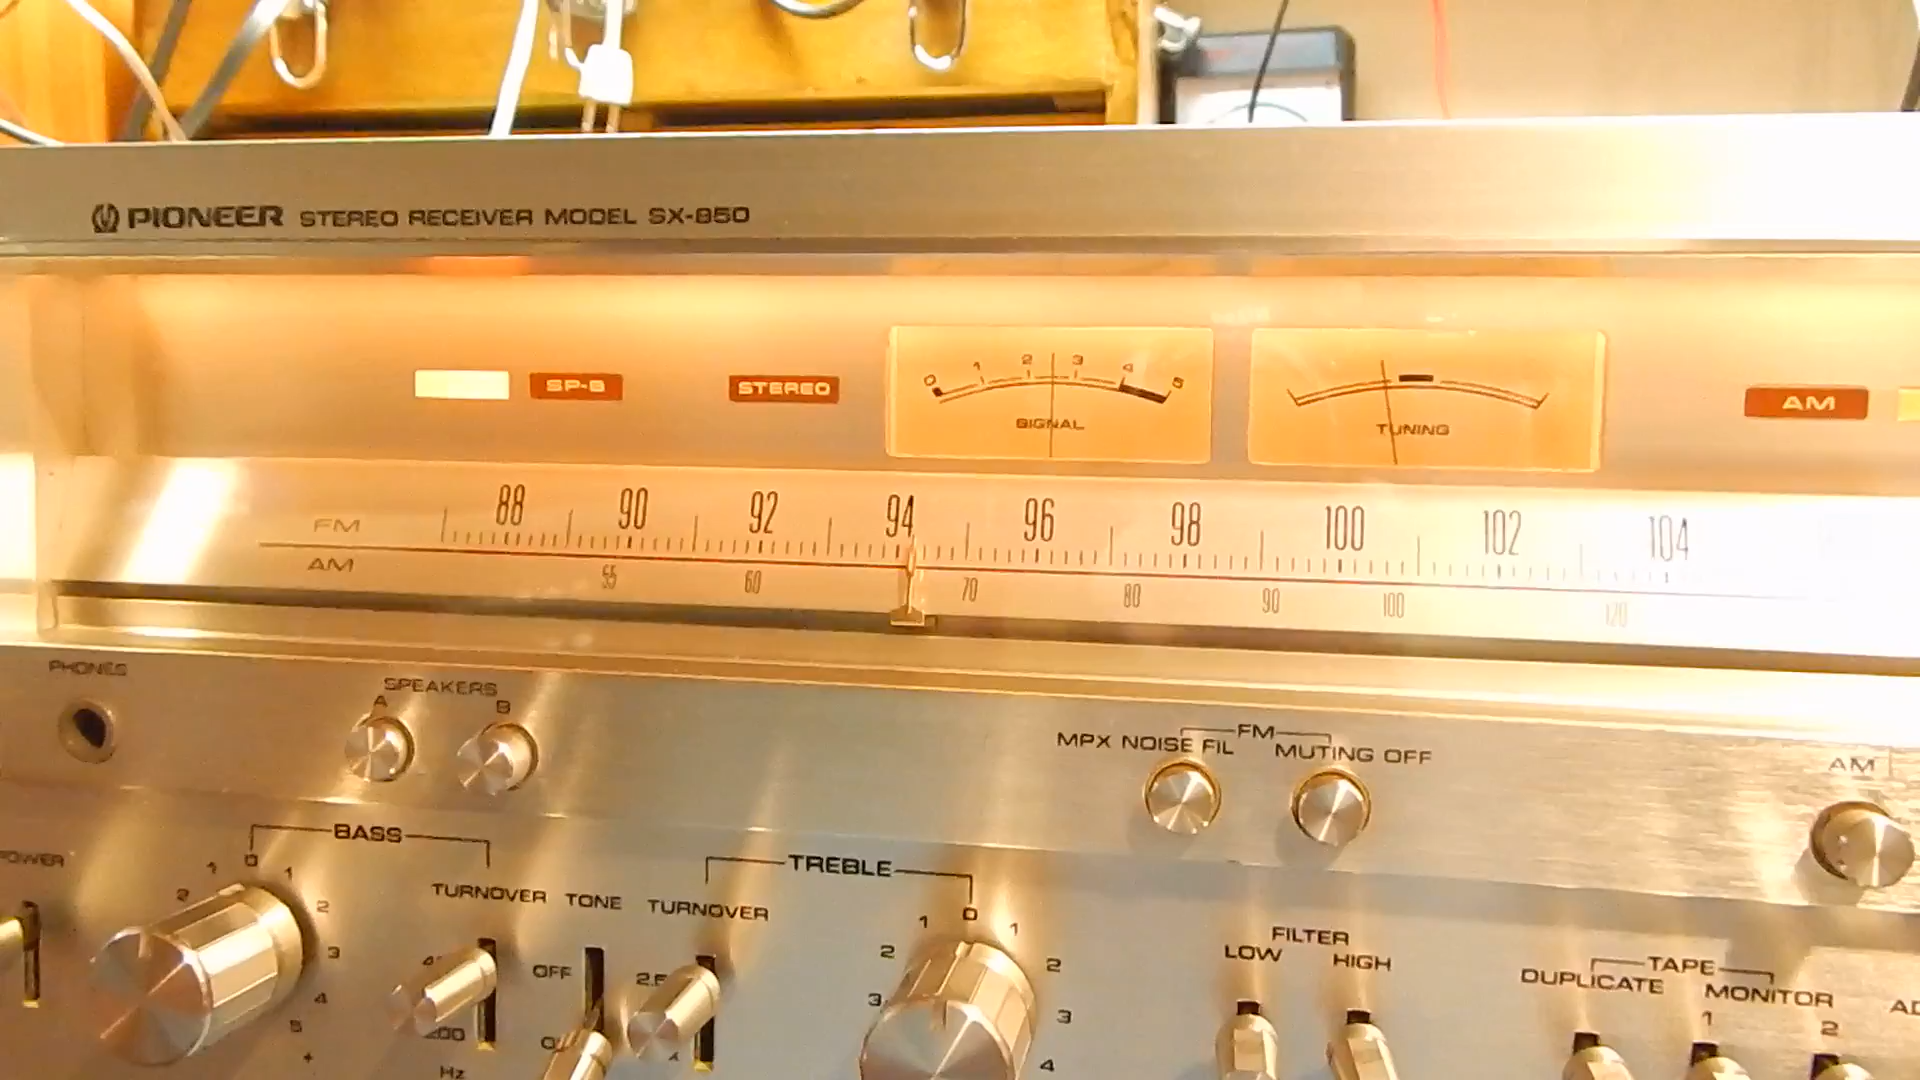 PIONEER STEREO RECEIVER MODEL SX-850
SP-B STEREO
0 1 2 3 4 5
SIGNAL
TUNING
AM
FM 88 90 92 94 96 98 100 102 104
AM 55 60 70 80 90 100 120
PHONES
SPEAKERS
A B
FM
MPX NOISE FIL MUTING OFF
AM
POWER
BASS
2 1 0 1 2 3 4 5 +
TURNOVER
200
Hz
TONE
OFF
TREBLE
TURNOVER
3 2 1 0 1 2 3 4
FILTER
LOW HIGH
TAPE
DUPLICATE MONITOR
1 2